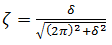 ζ = δ / √((2π)² + δ²)